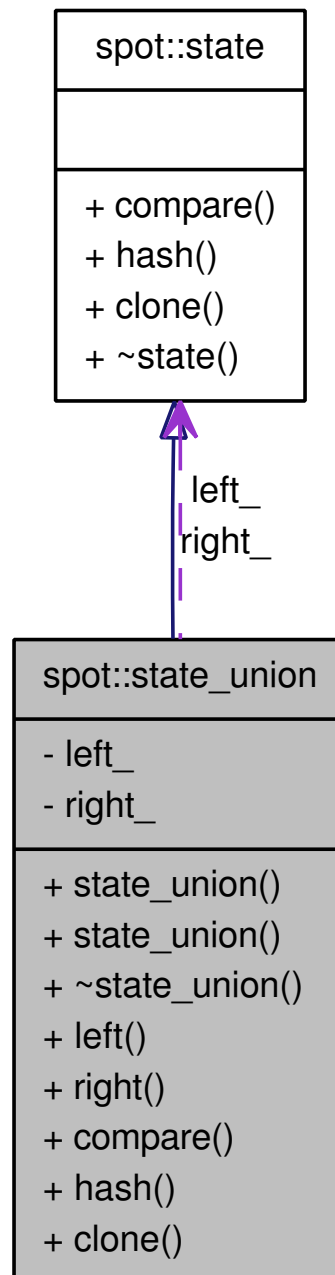 spot::state
+ compare()
+ hash()
+ clone()
+ ~state()
left_
right_
spot::state_union
- left_
- right_
+ state_union()
+ state_union()
+ ~state_union()
+ left()
+ right()
+ compare()
+ hash()
+ clone()